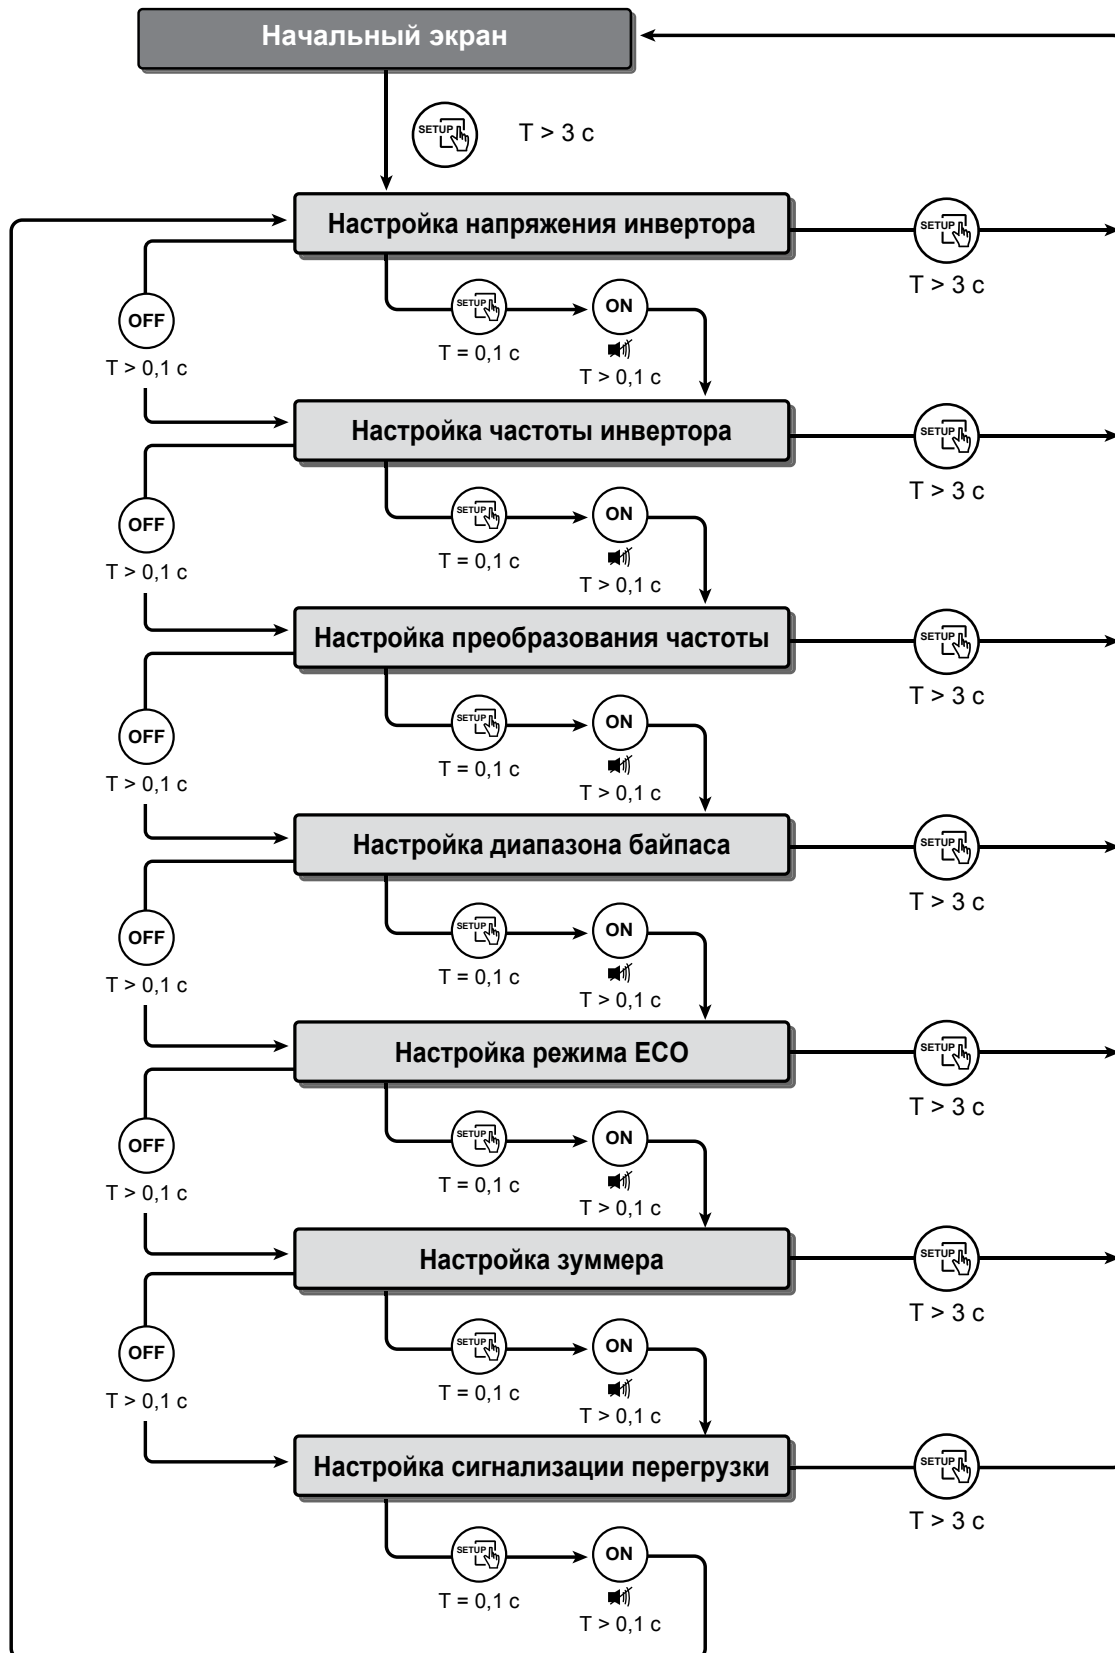 Начальный экран
SETUP
T > 3 с
Настройка напряжения инвертора
SETUP
T > 3 с
OFF
T > 0,1 с
SETUP
T = 0,1 с
ON
T > 0,1 с
Настройка частоты инвертора
SETUP
T > 3 с
OFF
T > 0,1 с
SETUP
T = 0,1 с
ON
T > 0,1 с
Настройка преобразования частоты
SETUP
T > 3 с
OFF
T > 0,1 с
SETUP
T = 0,1 с
ON
T > 0,1 с
Настройка диапазона байпаса
SETUP
T > 3 с
OFF
T > 0,1 с
SETUP
T = 0,1 с
ON
T > 0,1 с
Настройка режима ECO
SETUP
T > 3 с
OFF
T > 0,1 с
SETUP
T = 0,1 с
ON
T > 0,1 с
Настройка зуммера
SETUP
T > 3 с
OFF
T > 0,1 с
SETUP
T = 0,1 с
ON
T > 0,1 с
Настройка сигнализации перегрузки
SETUP
T > 3 с
SETUP
T = 0,1 с
ON
T > 0,1 с